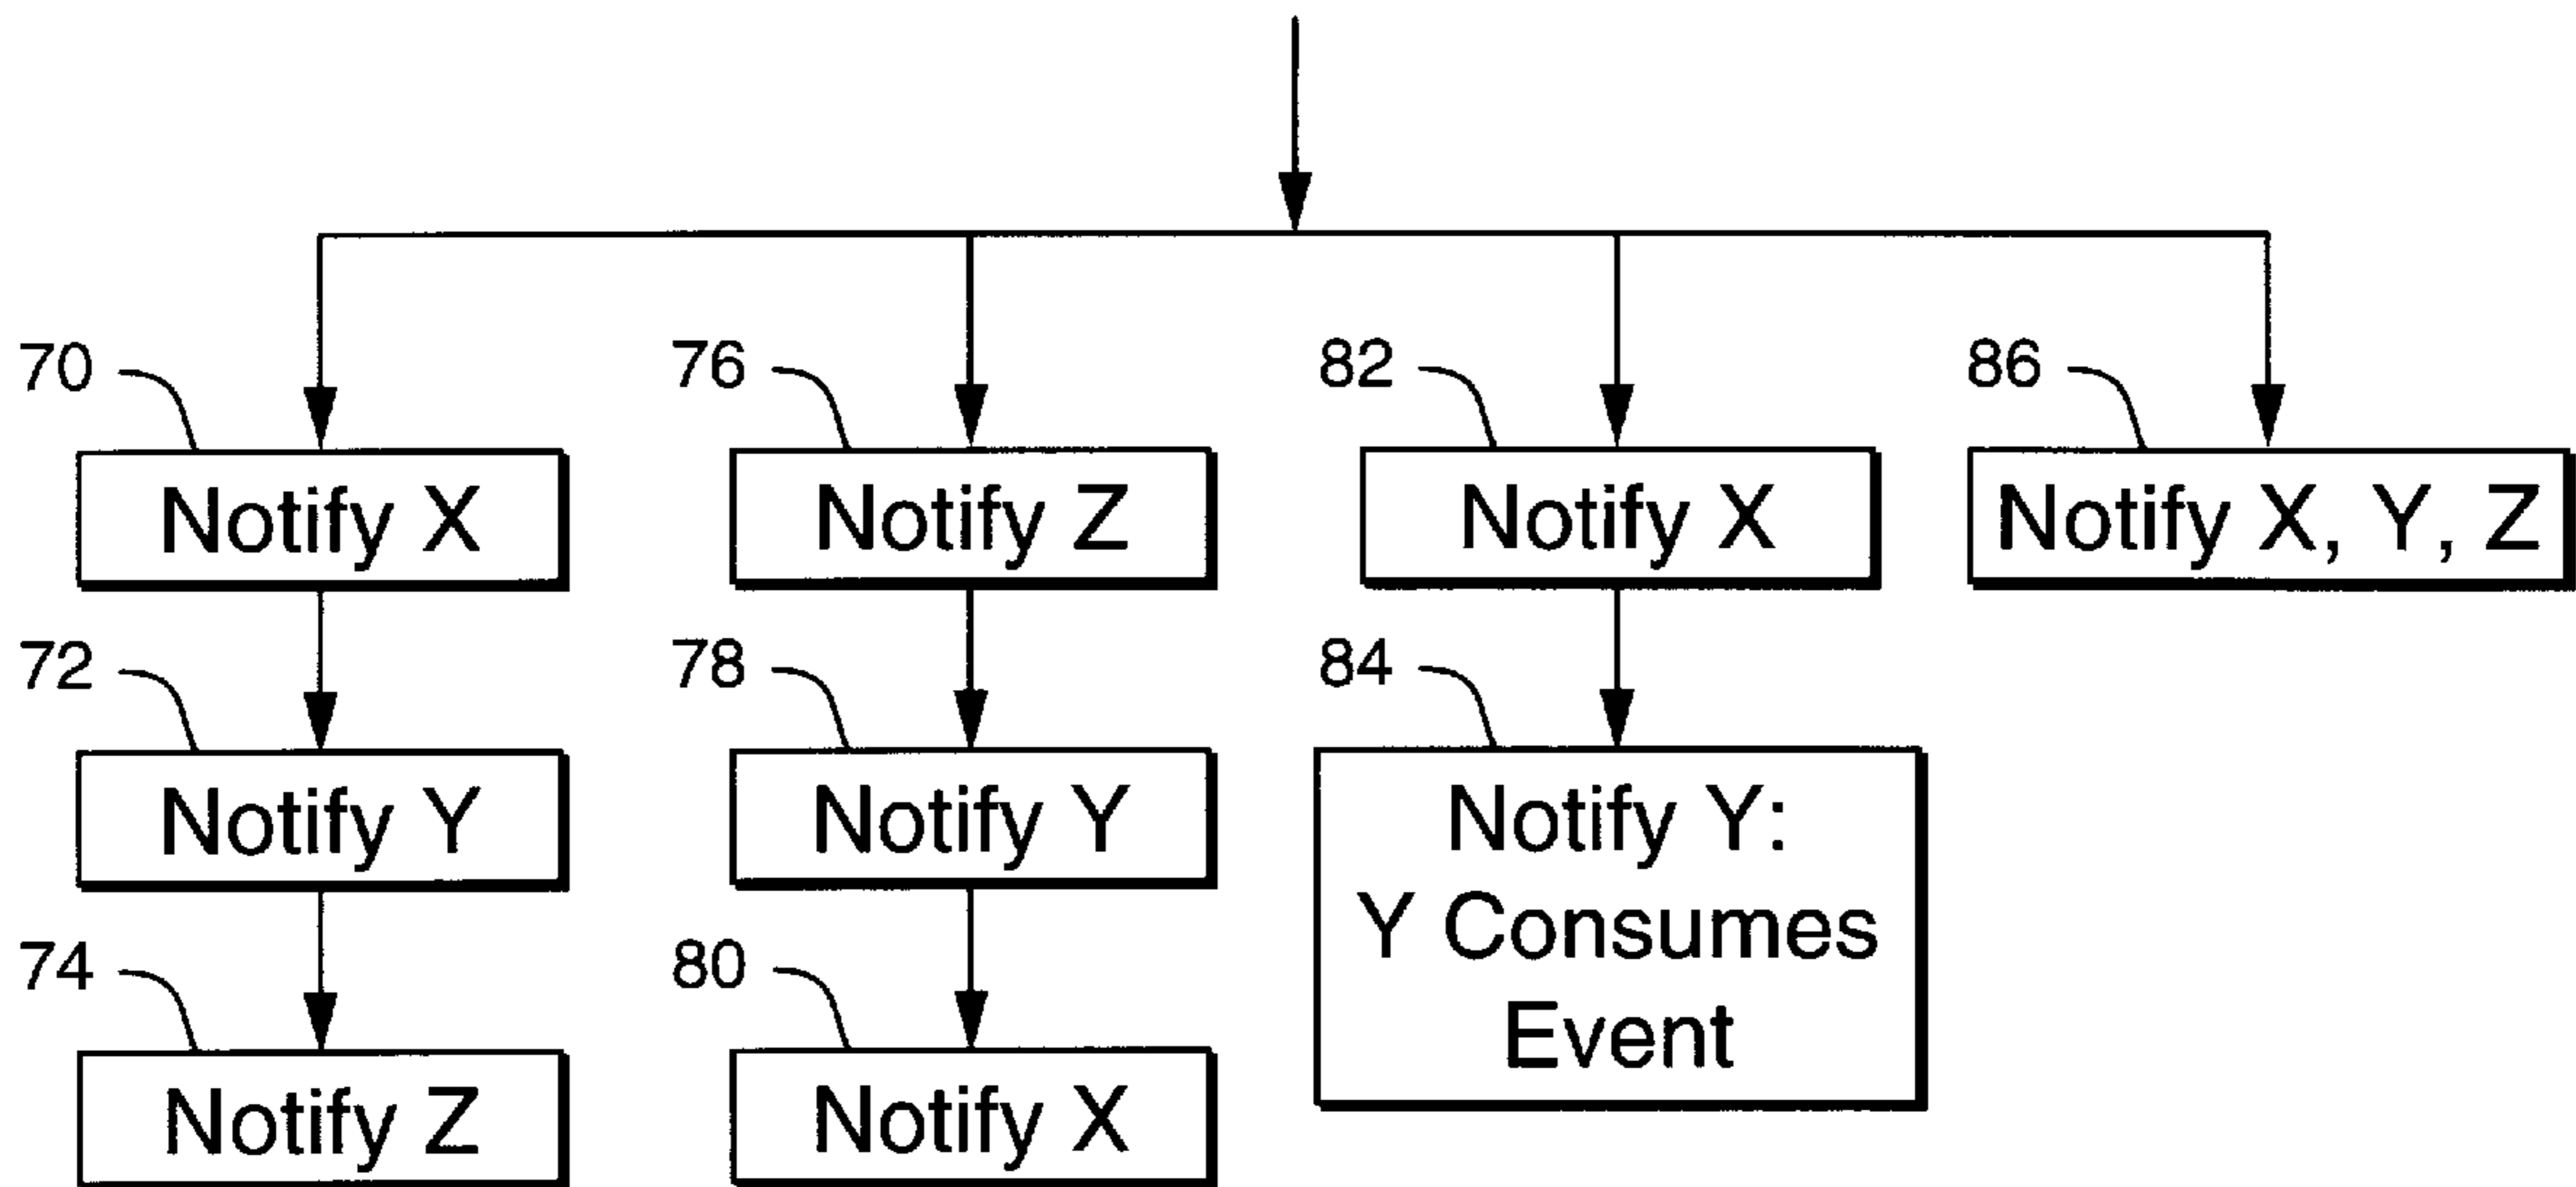 70
76
82
86
Notify X
Notify Z
Notify X
Notify X, Y, Z
72
78
84
Notify Y
Notify Y
Notify Y:
Y Consumes
Event
74
80
Notify Z
Notify X